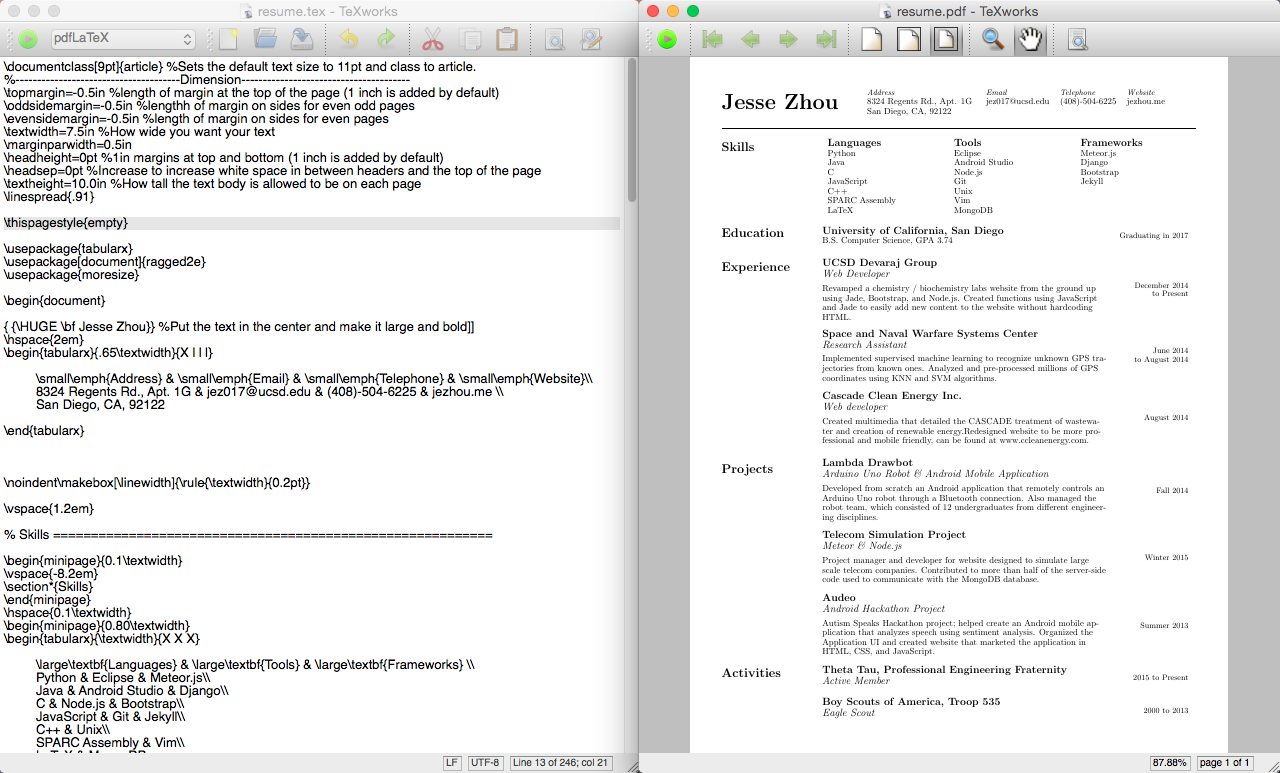 resume.tex - TeXworks
pdfLaTeX
\documentclass[9pt]{article} %Sets the default text size to 11pt and class to article.
%--------------------------------------Dimension---------------------------------------
\topmargin=-0.5in %length of margin at the top of the page (1 inch is added by default)
\oddsidemargin=-0.5in %lengthh of margin on sides for even odd pages
\evensidemargin=-0.5in %length of margin on sides for even pages
\textwidth=7.5in %How wide you want your text
\marginparwidth=0.5in
\headheight=0pt %1in margins at top and bottom (1 inch is added by default)
\headsep=0pt %Increase to increase white space in between headers and the top of the page
\textheight=10.0in %How tall the text body is allowed to be on each page
\linespread{.91}
\thispagestyle{empty}
\usepackage{tabularx}
\usepackage[document]{ragged2e}
\usepackage{moresize}
\begin{document}
{ {\HUGE \bf Jesse Zhou}} %Put the text in the center and make it large and bold]]
\hspace{2em}
\begin{tabularx}{.65\textwidth}{X l l l}
\small\emph{Address} & \small\emph{Email} & \small\emph{Telephone} & \small\emph{Website}\\
8324 Regents Rd., Apt. 1G & jez017@ucsd.edu & (408)-504-6225 & jezhou.me \\
San Diego, CA, 92122
\end{tabularx}
\noindent\makebox[\linewidth]{\rule{\textwidth}{0.2pt}}
\vspace{1.2em}
% Skills ==========================================================
\begin{minipage}{0.1\textwidth}
\vspace{-8.2em}
\section*{Skills}
\end{minipage}
\hspace{0.1\textwidth}
\begin{minipage}{0.80\textwidth}
\begin{tabularx}{\textwidth}{X X X}
\large\textbf{Languages} & \large\textbf{Tools} & \large\textbf{Frameworks} \\
Python & Eclipse & Meteor.js\\
Java & Android Studio & Django\\
C & Node.js & Bootstrap\\
JavaScript & Git & Jekyll\\
C++ & Unix\\
SPARC Assembly & Vim\\
LF UTF-8 Line 13 of 246; col 21
resume.pdf - TeXworks
Jesse Zhou
Address Email Telephone Website
8324 Regents Rd., Apt. 1G jez017@ucsd.edu (408)-504-6225 jezhou.me
San Diego, CA, 92122
Skills
Languages Tools Frameworks
Python Eclipse Meteor.js
Java Android Studio Django
C Node.js Bootstrap
JavaScript Git Jekyll
C++ Unix
SPARC Assembly Vim
LaTeX MongoDB
Education
University of California, San Diego
B.S. Computer Science, GPA 3.74
Graduating in 2017
Experience
UCSD Devaraj Group
Web Developer
Revamped a chemistry / biochemistry labs website from the ground up
using Jade, Bootstrap, and Node.js. Created functions using JavaScript
and Jade to easily add new content to the website without hardcoding
HTML.
December 2014
to Present
Space and Naval Warfare Systems Center
Research Assistant
Implemented supervised machine learning to recognize unknown GPS tra-
jectories from known ones. Analyzed and pre-processed millions of GPS
coordinates using KNN and SVM algorithms.
June 2014
to August 2014
Cascade Clean Energy Inc.
Web developer
Created multimedia that detailed the CASCADE treatment of wastewa-
ter and creation of renewable energy.Redesigned website to be more pro-
fessional and mobile friendly, can be found at www.ccleanenergy.com.
August 2014
Projects
Lambda Drawbot
Arduino Uno Robot & Android Mobile Application
Developed from scratch an Android application that remotely controls an
Arduino Uno robot through a Bluetooth connection. Also managed the
robot team, which consisted of 12 undergraduates from different engineer-
ing disciplines.
Fall 2014
Telecom Simulation Project
Meteor & Node.js
Project manager and developer for website designed to simulate large
scale telecom companies. Contributed to more than half of the server-side
code used to communicate with the MongoDB database.
Winter 2015
Audeo
Android Hackathon Project
Autism Speaks Hackathon project; helped create an Android mobile ap-
plication that analyzes speech using sentiment analysis. Organized the
Application UI and created website that marketed the application in
HTML, CSS, and JavaScript.
Summer 2013
Activities
Theta Tau, Professional Engineering Fraternity
Active Member
2015 to Present
Boy Scouts of America, Troop 535
Eagle Scout
2000 to 2013
87.88% page 1 of 1